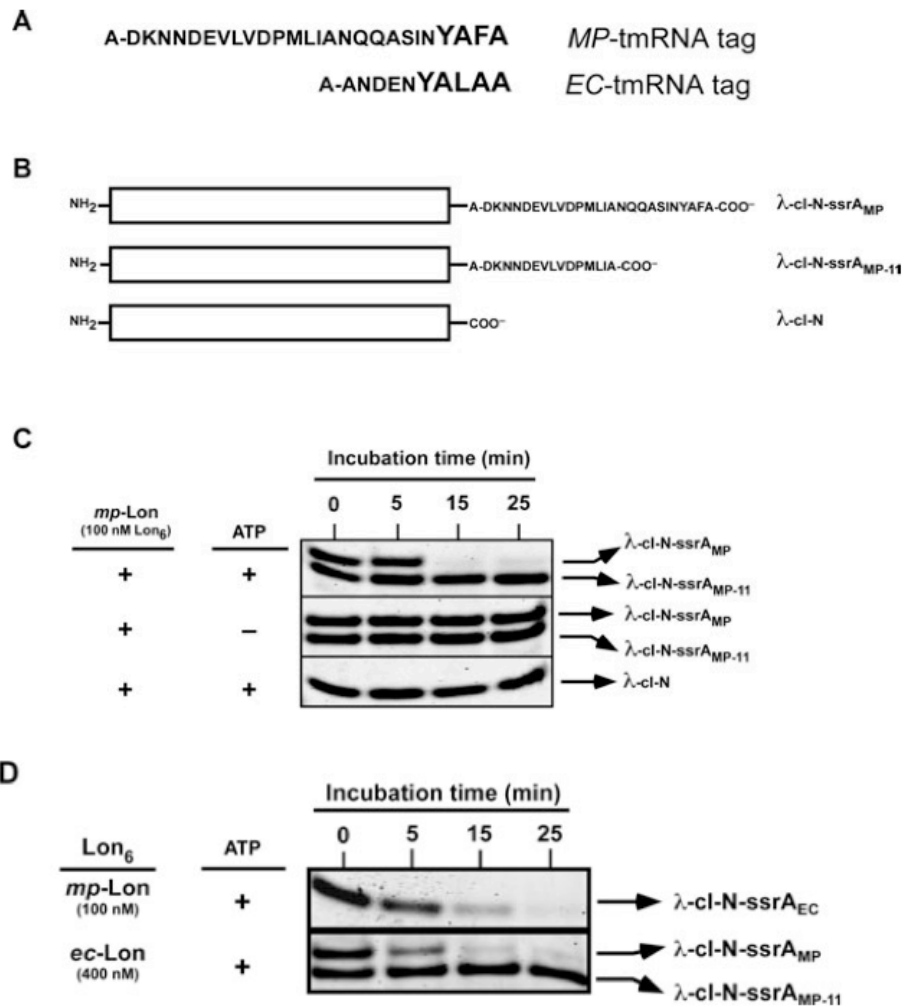 A
A-DKNNDEVLVDPMLIANQQASINYAFA MP-tmRNA tag
A-ANDENYALAA EC-tmRNA tag
B
NH2 A-DKNNDEVLVDPMLIANQQASINYAFA-COO– λ-cI-N-ssrAMP
NH2 A-DKNNDEVLVDPMLIA-COO– λ-cI-N-ssrAMP-11
NH2 COO– λ-cI-N
C
Incubation time (min)
mp-Lon (100 nM Lon6) ATP 0 5 15 25
λ-cI-N-ssrAMP
+ + λ-cI-N-ssrAMP-11
λ-cI-N-ssrAMP
+ –
λ-cI-N-ssrAMP-11
+ + λ-cI-N
D
Incubation time (min)
Lon6 ATP 0 5 15 25
mp-Lon (100 nM) + λ-cI-N-ssrAEC
ec-Lon (400 nM) + λ-cI-N-ssrAMP
λ-cI-N-ssrAMP-11